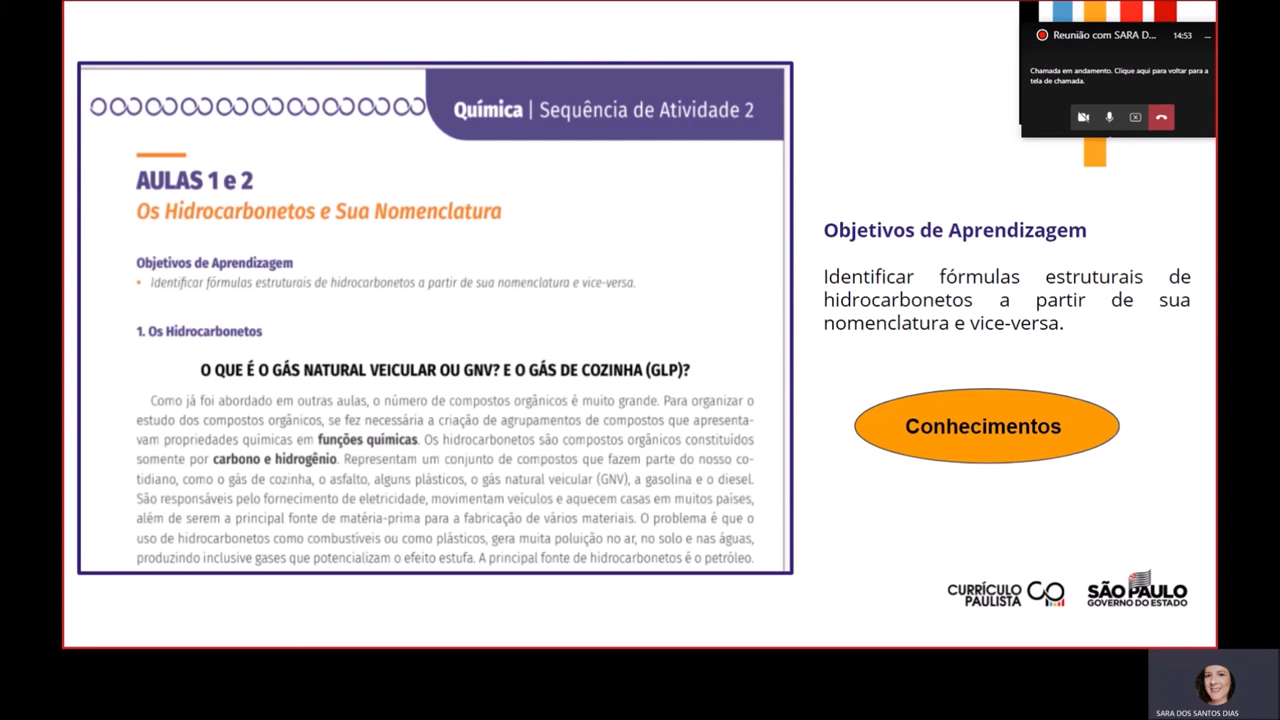 Reunião com SARA D...
14:53
Chamada em andamento. Clique aqui para voltar para a
tela de chamada.
Química | Sequência de Atividade 2
AULAS 1 e 2
Os Hidrocarbonetos e Sua Nomenclatura
Objetivos de Aprendizagem
• Identificar fórmulas estruturais de hidrocarbonetos a partir de sua nomenclatura e vice-versa.
1. Os Hidrocarbonetos
O QUE É O GÁS NATURAL VEICULAR OU GNV? E O GÁS DE COZINHA (GLP)?
Como já foi abordado em outras aulas, o número de compostos orgânicos é muito grande. Para organizar o
estudo dos compostos orgânicos, se fez necessária a criação de agrupamentos de compostos que apresenta-
vam propriedades químicas em funções químicas. Os hidrocarbonetos são compostos orgânicos constituídos
somente por carbono e hidrogênio. Representam um conjunto de compostos que fazem parte do nosso co-
tidiano, como o gás de cozinha, o asfalto, alguns plásticos, o gás natural veicular (GNV), a gasolina e o diesel.
São responsáveis pelo fornecimento de eletricidade, movimentam veículos e aquecem casas em muitos países,
além de serem a principal fonte de matéria-prima para a fabricação de vários materiais. O problema é que o
uso de hidrocarbonetos como combustíveis ou como plásticos, gera muita poluição no ar, no solo e nas águas,
produzindo inclusive gases que potencializam o efeito estufa. A principal fonte de hidrocarbonetos é o petróleo.
Objetivos de Aprendizagem
Identificar fórmulas estruturais de
hidrocarbonetos a partir de sua
nomenclatura e vice-versa.
Conhecimentos
CURRÍCULO
PAULISTA
SÃO PAULO
GOVERNO DO ESTADO
SARA DOS SANTOS DIAS